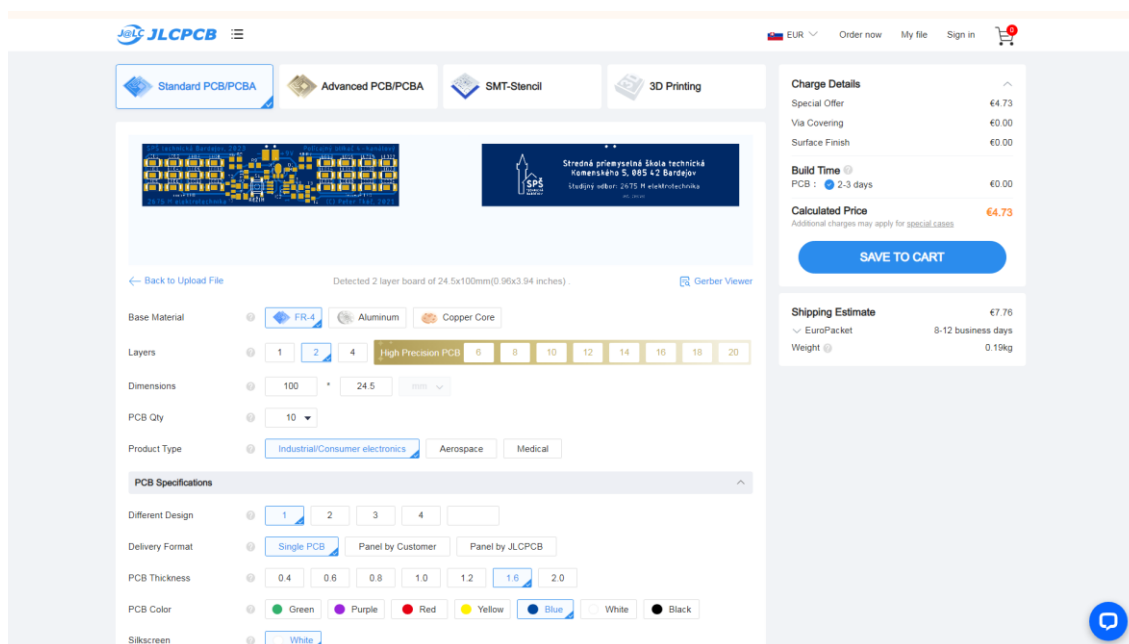 J@LC JLCPCB
EUR
Order now
My file
Sign in
0
Standard PCB/PCBA
Advanced PCB/PCBA
SMT-Stencil
3D Printing
Stredná priemyselná škola technická
Komenského 5, 085 42 Bardejov
študijný odbor: 2675 M elektrotechnika
SPŠ
← Back to Upload File
Detected 2 layer board of 24.5x100mm(0.96x3.94 inches) .
Gerber Viewer
Base Material
FR-4
Aluminum
Copper Core
Layers
1
2
4
High Precision PCB
6
8
10
12
14
16
18
20
Dimensions
100
*
24.5
mm
PCB Qty
10
Product Type
Industrial/Consumer electronics
Aerospace
Medical
PCB Specifications
Different Design
1
2
3
4
Delivery Format
Single PCB
Panel by Customer
Panel by JLCPCB
PCB Thickness
0.4
0.6
0.8
1.0
1.2
1.6
2.0
PCB Color
Green
Purple
Red
Yellow
Blue
White
Black
Silkscreen
White
Charge Details
Special Offer €4.73
Via Covering €0.00
Surface Finish €0.00
Build Time
PCB : 2-3 days €0.00
Calculated Price €4.73
Additional charges may apply for special cases
SAVE TO CART
Shipping Estimate €7.76
EuroPacket 8-12 business days
Weight 0.19kg